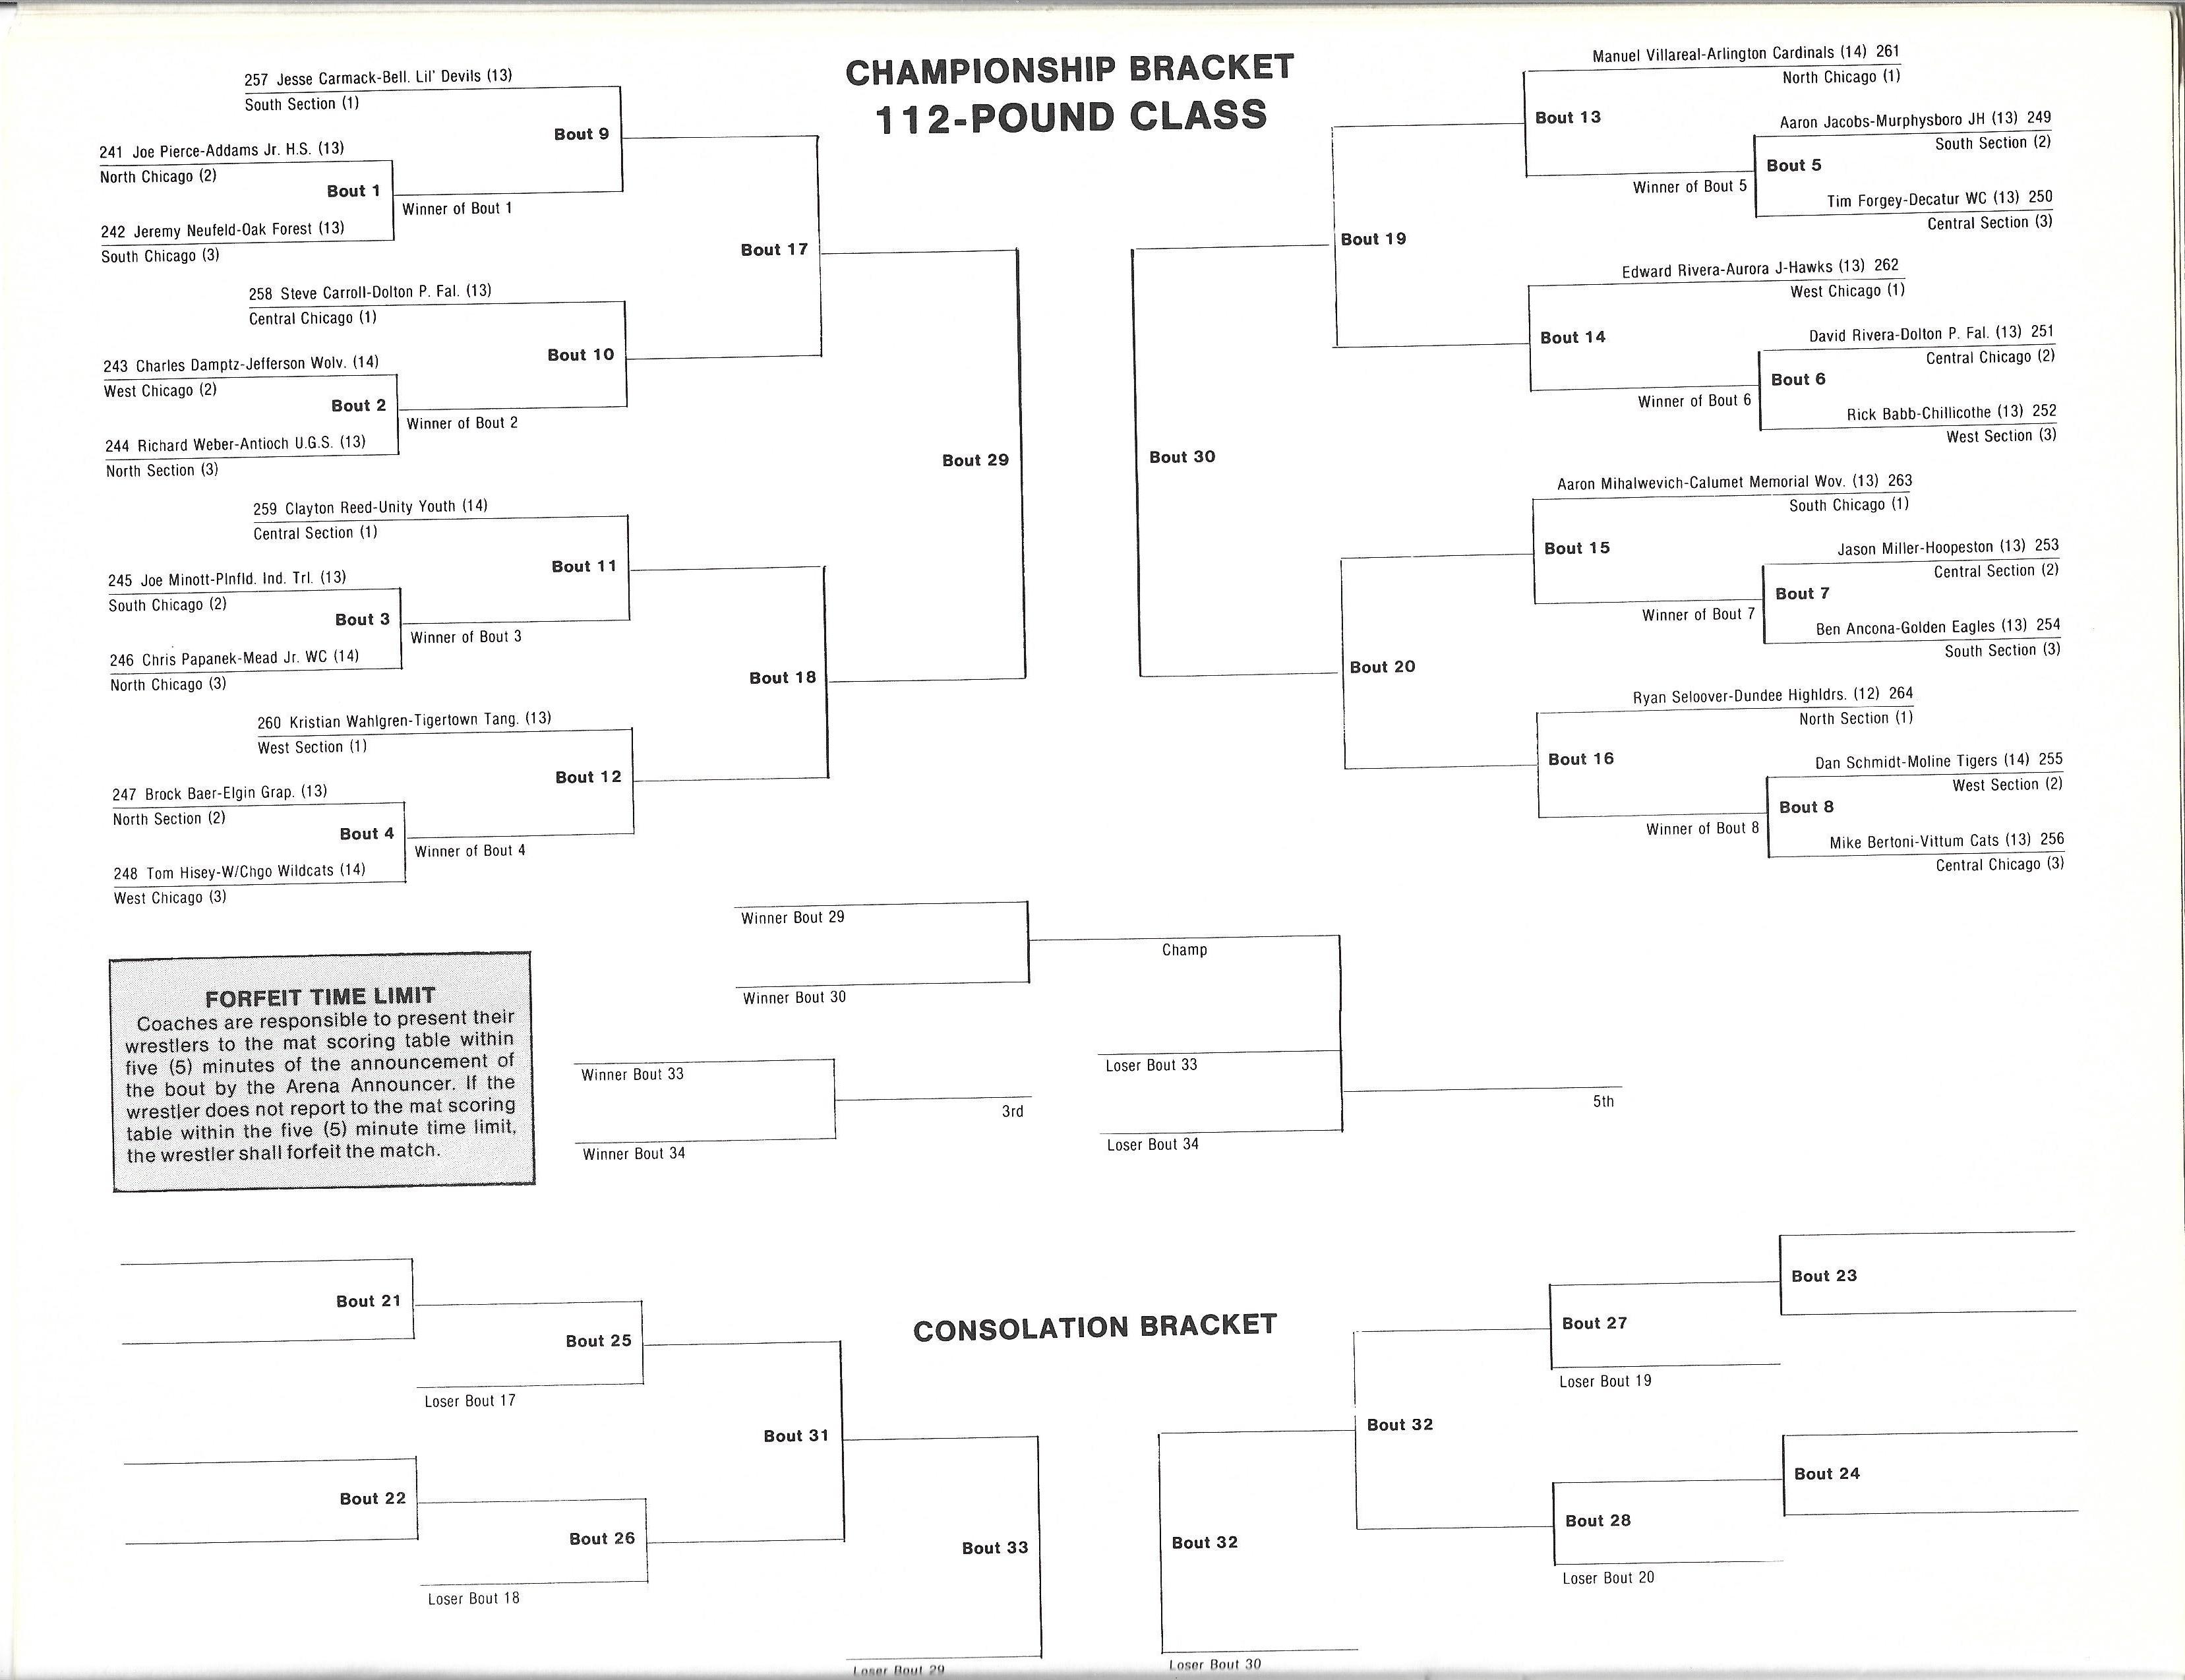 CHAMPIONSHIP BRACKET
112-POUND CLASS
257 Jesse Carmack-Bell. Lil' Devils (13)
South Section (1)
Bout 9
241 Joe Pierce-Addams Jr. H.S. (13)
North Chicago (2)
Bout 1
Winner of Bout 1
242 Jeremy Neufeld-Oak Forest (13)
South Chicago (3)
Bout 17
258 Steve Carroll-Dolton P. Fal. (13)
Central Chicago (1)
Bout 10
243 Charles Damptz-Jefferson Wolv. (14)
West Chicago (2)
Bout 2
Winner of Bout 2
244 Richard Weber-Antioch U.G.S. (13)
North Section (3)
Bout 29
259 Clayton Reed-Unity Youth (14)
Central Section (1)
Bout 11
245 Joe Minott-Plnfld. Ind. Trl. (13)
South Chicago (2)
Bout 3
Winner of Bout 3
246 Chris Papanek-Mead Jr. WC (14)
North Chicago (3)
Bout 18
260 Kristian Wahlgren-Tigertown Tang. (13)
West Section (1)
Bout 12
247 Brock Baer-Elgin Grap. (13)
North Section (2)
Bout 4
Winner of Bout 4
248 Tom Hisey-W/Chgo Wildcats (14)
West Chicago (3)
Manuel Villareal-Arlington Cardinals (14) 261
North Chicago (1)
Bout 13
Aaron Jacobs-Murphysboro JH (13) 249
South Section (2)
Bout 5
Winner of Bout 5
Tim Forgey-Decatur WC (13) 250
Central Section (3)
Bout 19
Edward Rivera-Aurora J-Hawks (13) 262
West Chicago (1)
Bout 14
David Rivera-Dolton P. Fal. (13) 251
Central Chicago (2)
Bout 6
Winner of Bout 6
Rick Babb-Chillicothe (13) 252
West Section (3)
Bout 30
Aaron Mihalwevich-Calumet Memorial Wov. (13) 263
South Chicago (1)
Bout 15
Jason Miller-Hoopeston (13) 253
Central Section (2)
Bout 7
Winner of Bout 7
Ben Ancona-Golden Eagles (13) 254
South Section (3)
Bout 20
Ryan Seloover-Dundee Highldrs. (12) 264
North Section (1)
Bout 16
Dan Schmidt-Moline Tigers (14) 255
West Section (2)
Bout 8
Winner of Bout 8
Mike Bertoni-Vittum Cats (13) 256
Central Chicago (3)
Winner Bout 29
Champ
Winner Bout 30
FORFEIT TIME LIMIT
Coaches are responsible to present their
wrestlers to the mat scoring table within
five (5) minutes of the announcement of
the bout by the Arena Announcer. If the
wrestler does not report to the mat scoring
table within the five (5) minute time limit,
the wrestler shall forfeit the match.
Winner Bout 33
3rd
Winner Bout 34
Loser Bout 33
5th
Loser Bout 34
CONSOLATION BRACKET
Bout 21
Bout 25
Loser Bout 17
Bout 31
Bout 22
Bout 26
Loser Bout 18
Bout 33
Loser Bout 29
Bout 23
Bout 27
Loser Bout 19
Bout 32
Bout 24
Bout 28
Loser Bout 20
Bout 32
Loser Bout 30